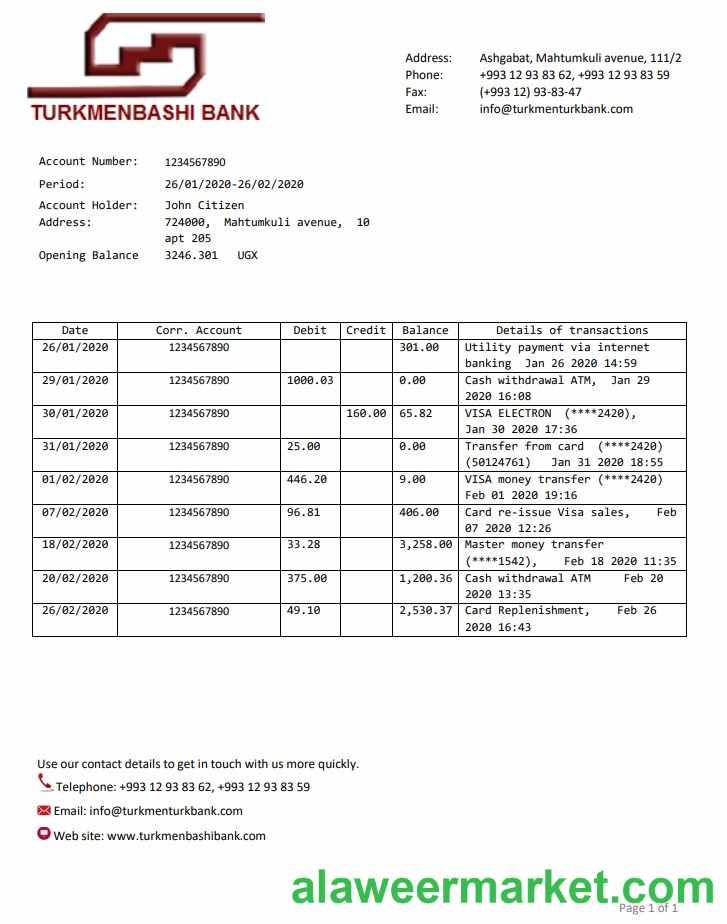 TURKMENBASHI BANK
Address: Ashgabat, Mahtumkuli avenue, 111/2
Phone: +993 12 93 83 62, +993 12 93 83 59
Fax: (+993 12) 93-83-47
Email: info@turkmenturkbank.com
Account Number: 1234567890
Period: 26/01/2020-26/02/2020
Account Holder: John Citizen
Address: 724000, Mahtumkuli avenue, 10
apt 205
Opening Balance 3246.301 UGX
Date Corr. Account Debit Credit Balance Details of transactions
26/01/2020 1234567890 301.00 Utility payment via internet
banking Jan 26 2020 14:59
29/01/2020 1234567890 1000.03 0.00 Cash withdrawal ATM, Jan 29
2020 16:08
30/01/2020 1234567890 160.00 65.82 VISA ELECTRON (****2420),
Jan 30 2020 17:36
31/01/2020 1234567890 25.00 0.00 Transfer from card (****2420)
(50124761) Jan 31 2020 18:55
01/02/2020 1234567890 446.20 9.00 VISA money transfer (****2420)
Feb 01 2020 19:16
07/02/2020 1234567890 96.81 406.00 Card re-issue Visa sales, Feb
07 2020 12:26
18/02/2020 1234567890 33.28 3,258.00 Master money transfer
(****1542), Feb 18 2020 11:35
20/02/2020 1234567890 375.00 1,200.36 Cash withdrawal ATM Feb 20
2020 13:35
26/02/2020 1234567890 49.10 2,530.37 Card Replenishment, Feb 26
2020 16:43
Use our contact details to get in touch with us more quickly.
Telephone: +993 12 93 83 62, +993 12 93 83 59
Email: info@turkmenturkbank.com
Web site: www.turkmenbashibank.com
alaweermarket.com
Page 1 of 1